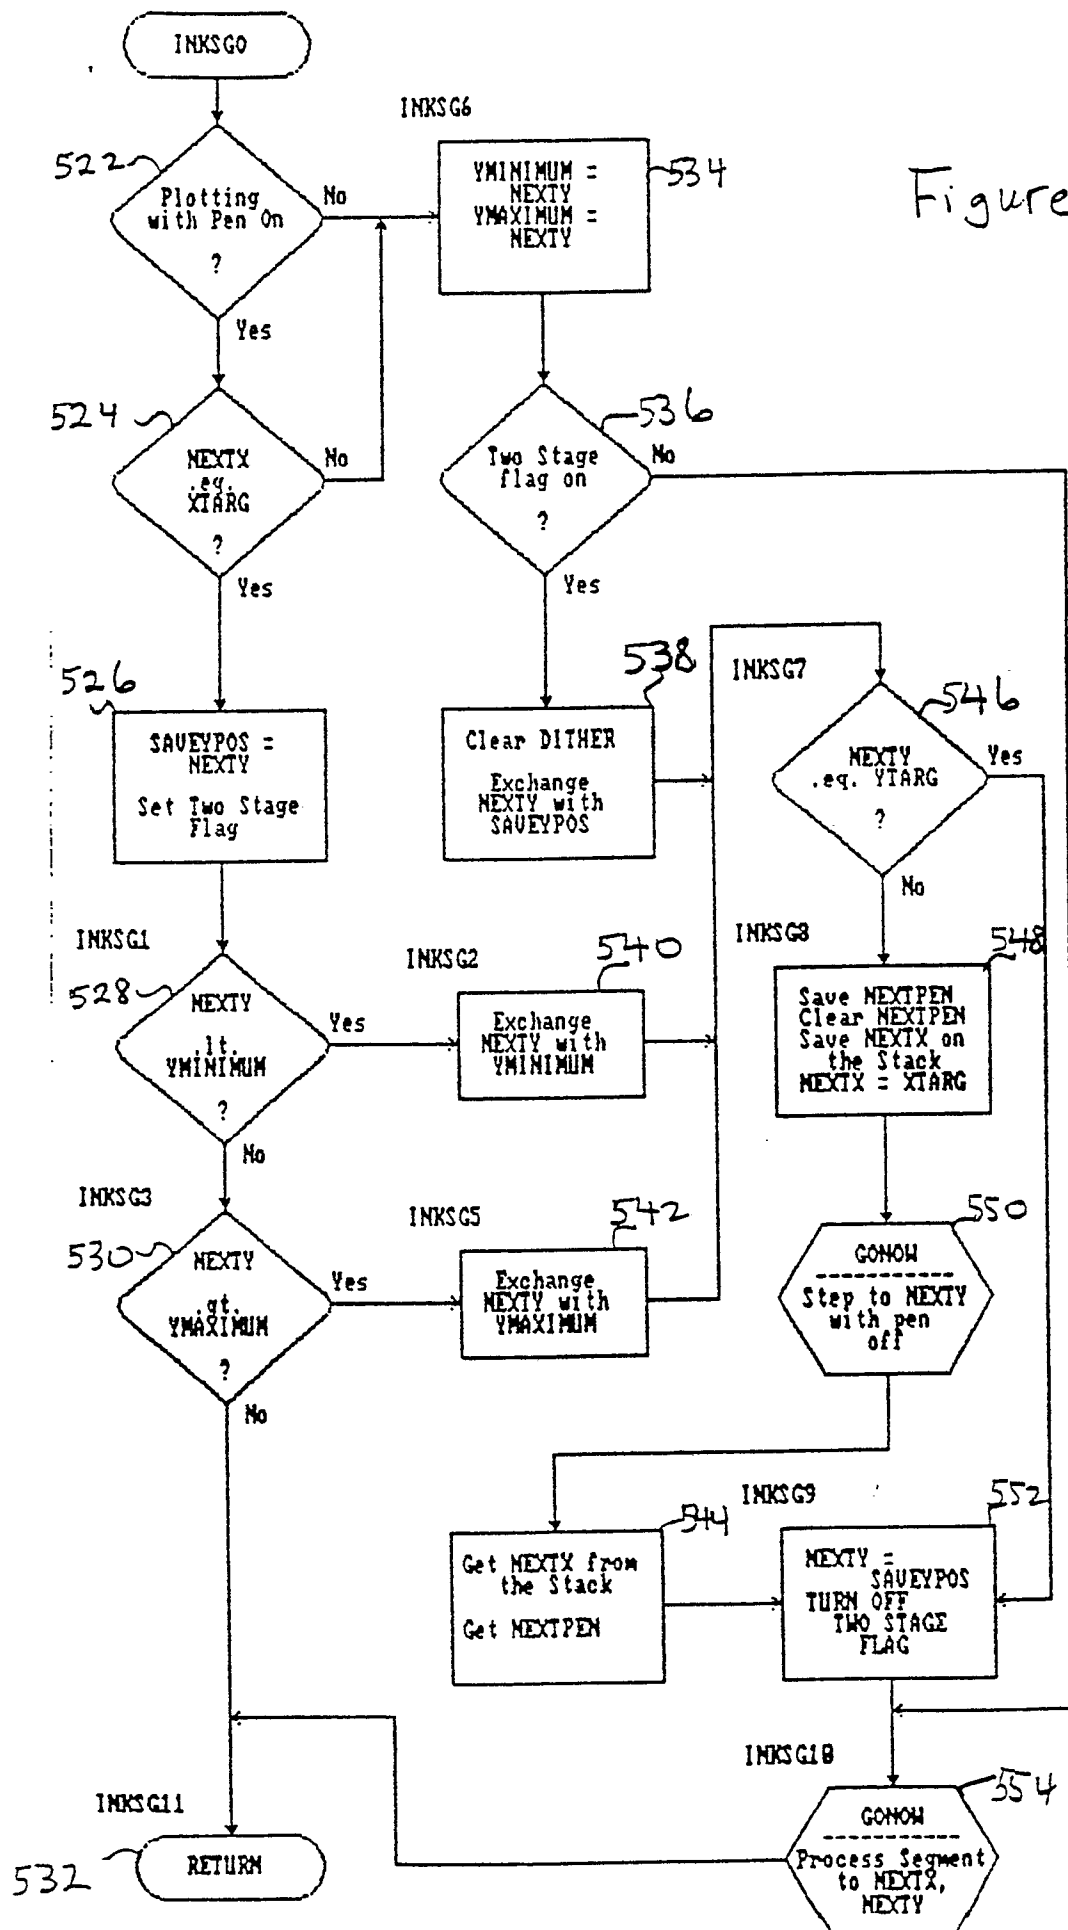 INKSG0
INKSG6
522
Plotting
with Pen On
?
No
Yes
YMINIMUM =
NEXTY
YMAXIMUM =
NEXTY
534
Figure
524
NEXTX
.eq.
XTARG
?
No
Yes
536
Two Stage
flag on
?
No
Yes
526
SAVEYPOS =
NEXTY
Set Two Stage
Flag
538
Clear DITHER
Exchange
NEXTY with
SAVEYPOS
INKSG7
546
NEXTY
.eq. YTARG
?
Yes
No
INKSG1
528
NEXTY
.lt.
YMINIMUM
?
Yes
No
INKSG2
540
Exchange
NEXTY with
YMINIMUM
INKSG8
548
Save NEXTPEN
Clear NEXTPEN
Save NEXTX on
the Stack
NEXTX = XTARG
INKSG3
530
NEXTY
.gt.
YMAXIMUM
?
Yes
No
INKSG5
542
Exchange
NEXTY with
YMAXIMUM
550
GONOW
Step to NEXTY
with pen
off
544
Get NEXTX from
the Stack
Get NEXTPEN
INKSG9
552
NEXTY =
SAVEYPOS
TURN OFF
TWO STAGE
FLAG
INKSG10
554
GONOW
Process Segment
to NEXTX,
NEXTY
INKSG11
532
RETURN